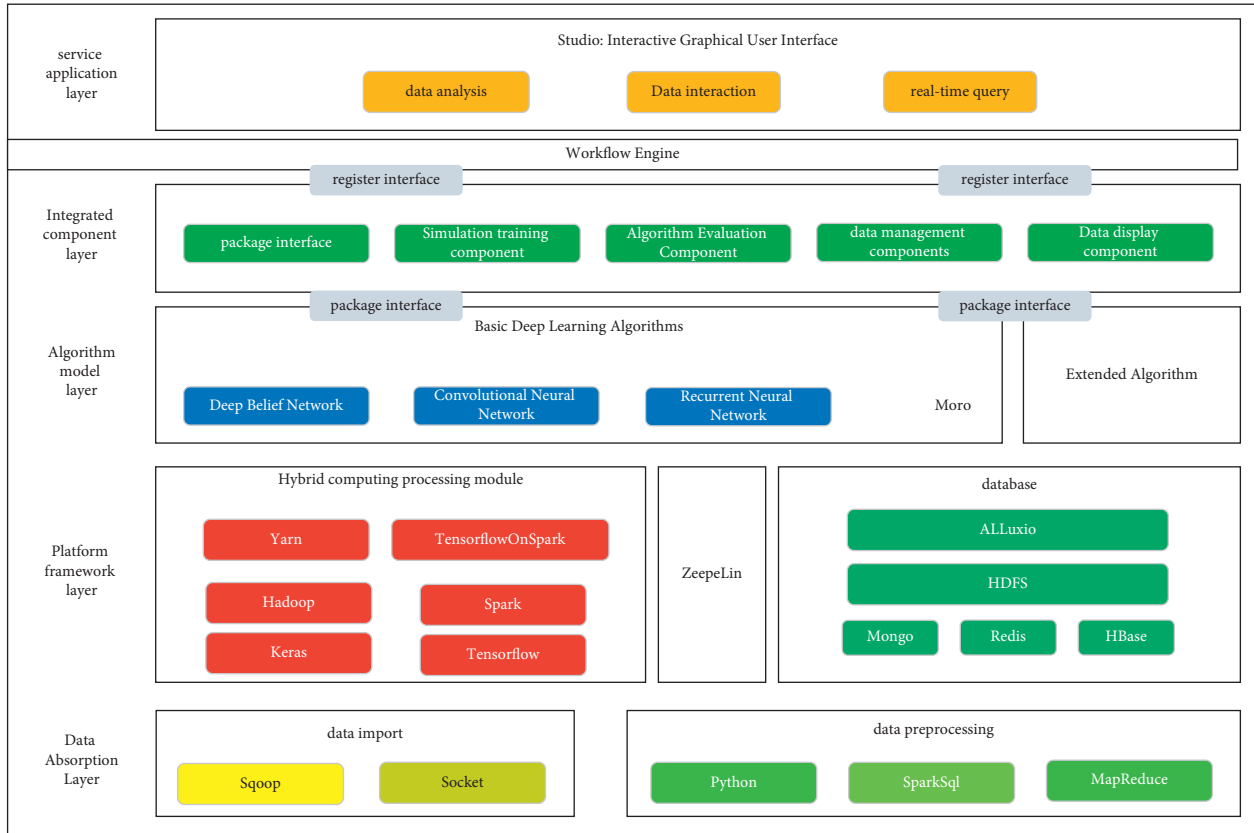 service
application
layer
Studio: Interactive Graphical User Interface
data analysis
Data interaction
real-time query
Workflow Engine
register interface
register interface
Integrated
component
layer
package interface
Simulation training
component
Algorithm Evaluation
Component
data management
components
Data display
component
package interface
package interface
Algorithm
model
layer
Basic Deep Learning Algorithms
Deep Belief Network
Convolutional Neural
Network
Recurrent Neural
Network
Moro
Extended Algorithm
Platform
framework
layer
Hybrid computing processing module
Yarn
TensorflowOnSpark
Hadoop
Spark
Keras
Tensorflow
ZeepeLin
database
ALLuxio
HDFS
Mongo
Redis
HBase
Data
Absorption
Layer
data import
Sqoop
Socket
data preprocessing
Python
SparkSql
MapReduce